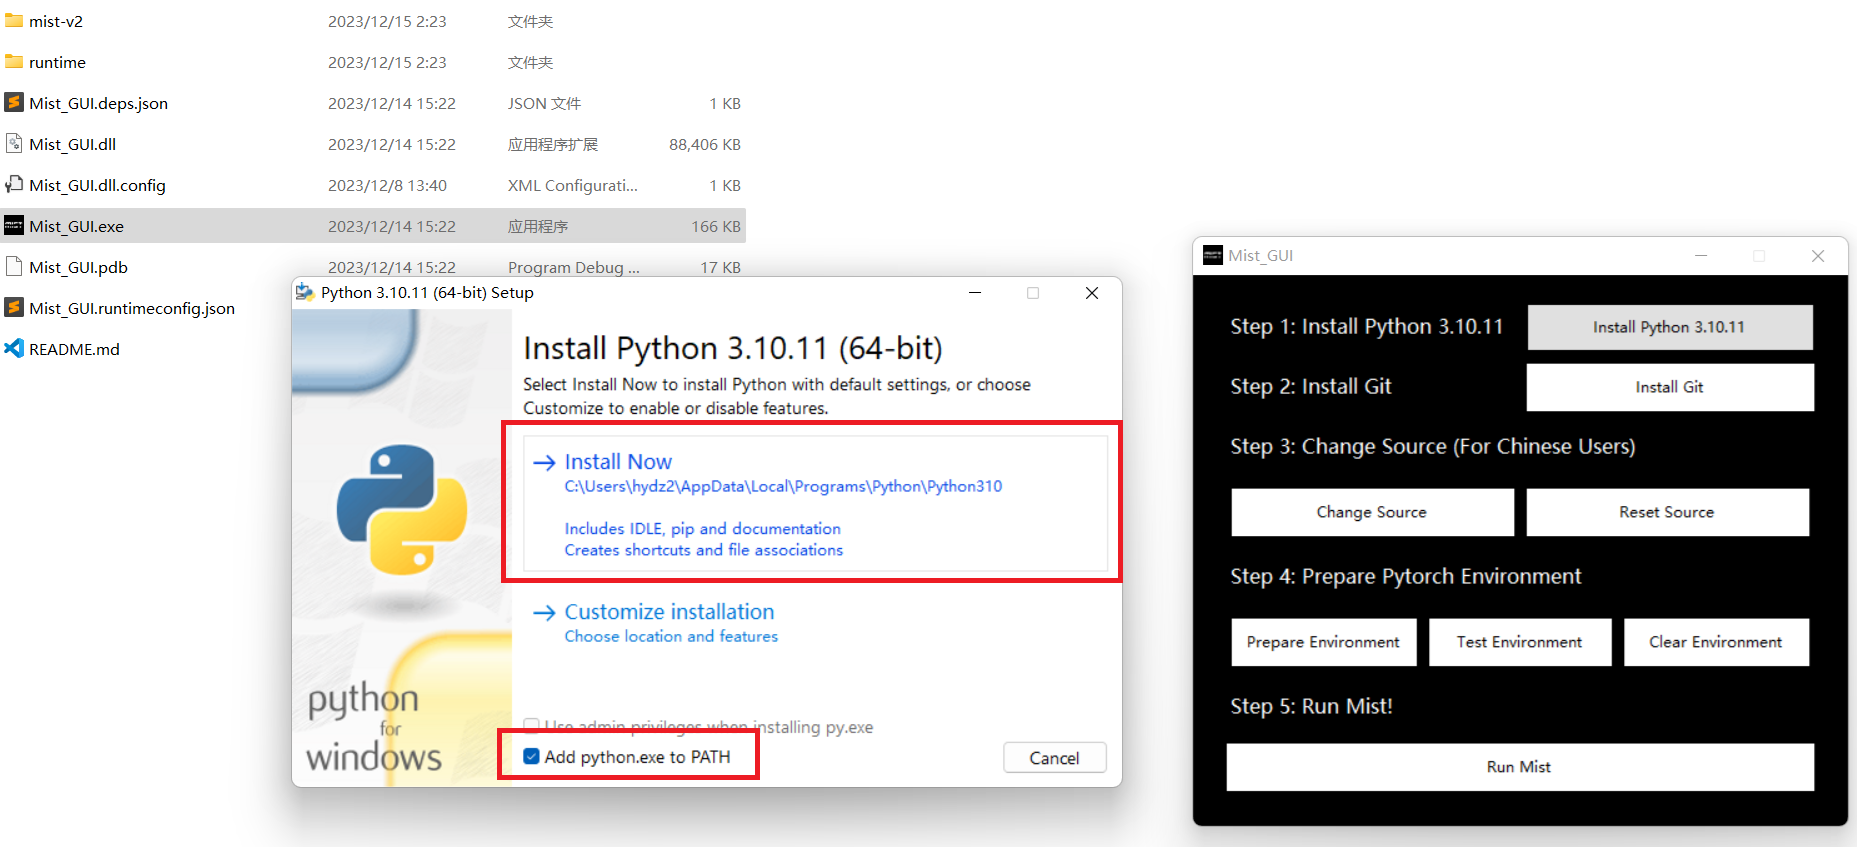 mist-v2 2023/12/15 2:23 文件夹
runtime 2023/12/15 2:23 文件夹
Mist_GUI.deps.json 2023/12/14 15:22 JSON 文件 1 KB
Mist_GUI.dll 2023/12/14 15:22 应用程序扩展 88,406 KB
Mist_GUI.dll.config 2023/12/8 13:40 XML Configurati... 1 KB
Mist_GUI.exe 2023/12/14 15:22 应用程序 166 KB
Mist_GUI.pdb 2023/12/14 15:22 Program Debug ... 17 KB
Mist_GUI.runtimeconfig.json
README.md
Python 3.10.11 (64-bit) Setup
Install Python 3.10.11 (64-bit)
Select Install Now to install Python with default settings, or choose
Customize to enable or disable features.
Install Now
C:\Users\hydz2\AppData\Local\Programs\Python\Python310
Includes IDLE, pip and documentation
Creates shortcuts and file associations
Customize installation
Choose location and features
Use admin privileges when installing py.exe
Add python.exe to PATH
Cancel
python
for
windows
Mist_GUI
Step 1: Install Python 3.10.11
Install Python 3.10.11
Step 2: Install Git
Install Git
Step 3: Change Source (For Chinese Users)
Change Source
Reset Source
Step 4: Prepare Pytorch Environment
Prepare Environment
Test Environment
Clear Environment
Step 5: Run Mist!
Run Mist